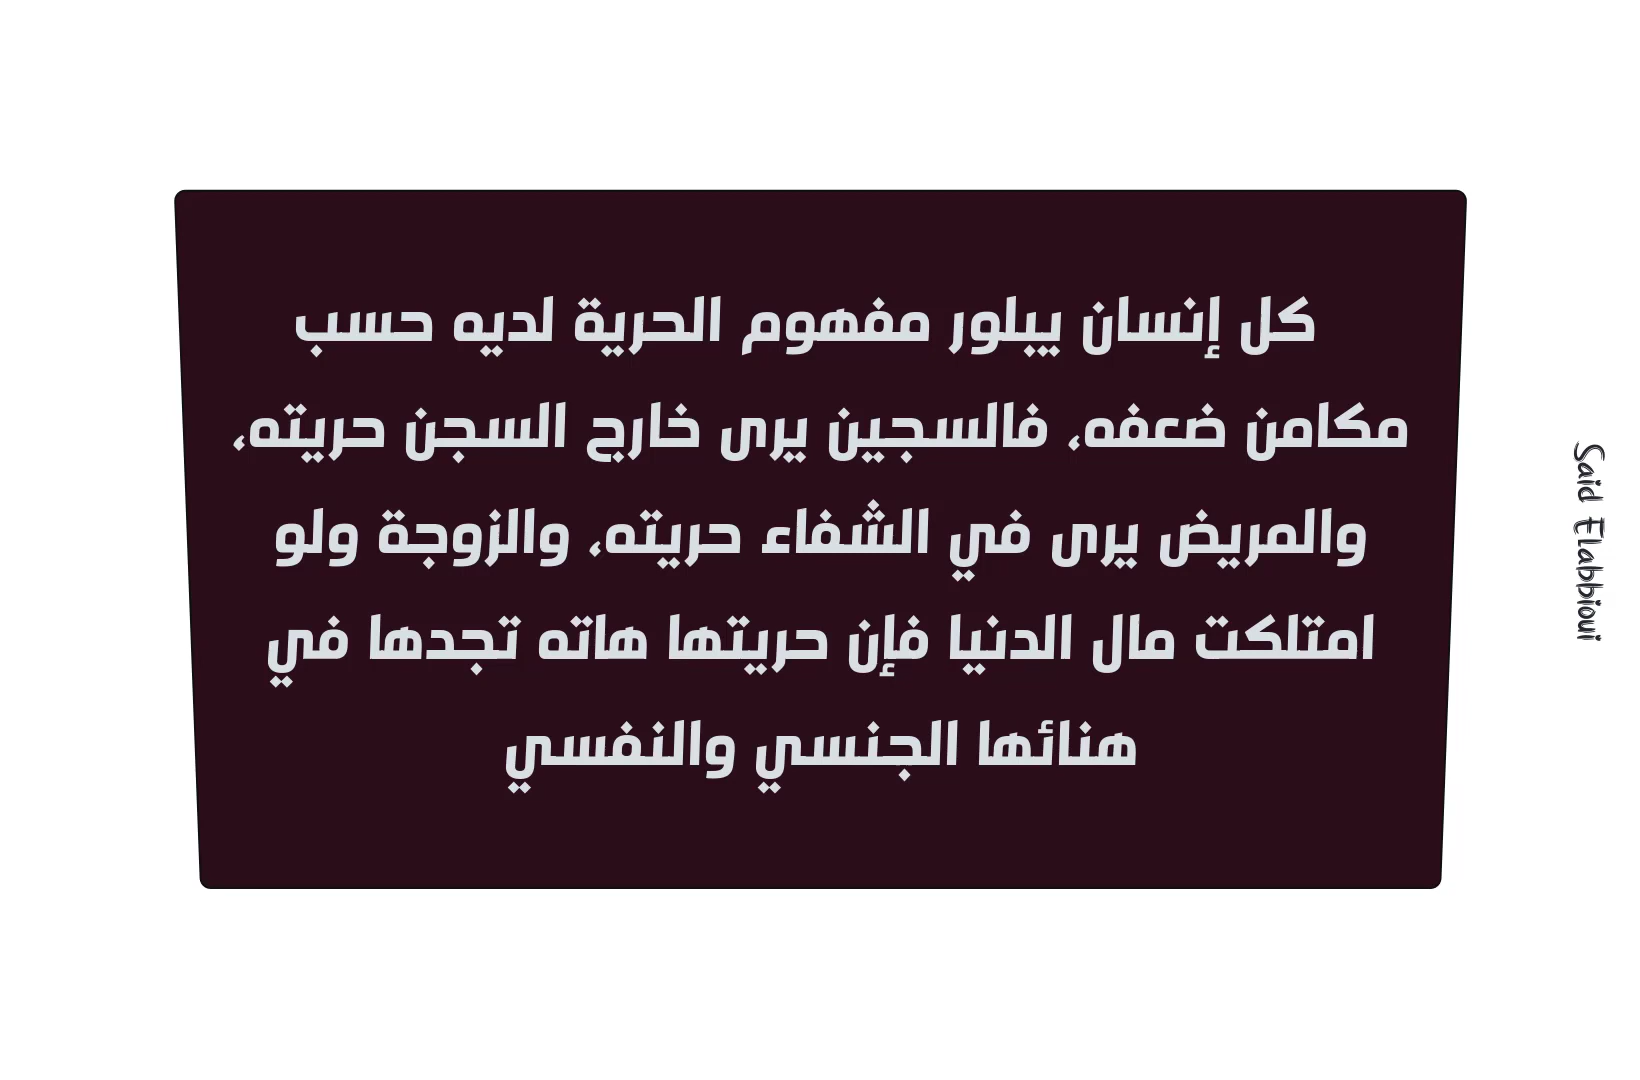 كل إنسان يبلور مفهوم الحرية لديه حسب
مكامن ضعفه، فالسجين يرى خارج السجن حريته،
والمريض يرى في الشفاء حريته، والزوجة ولو
امتلكت مال الدنيا فإن حريتها هاته تجدها في
هنائها الجنسي والنفسي
Said Elabbioui